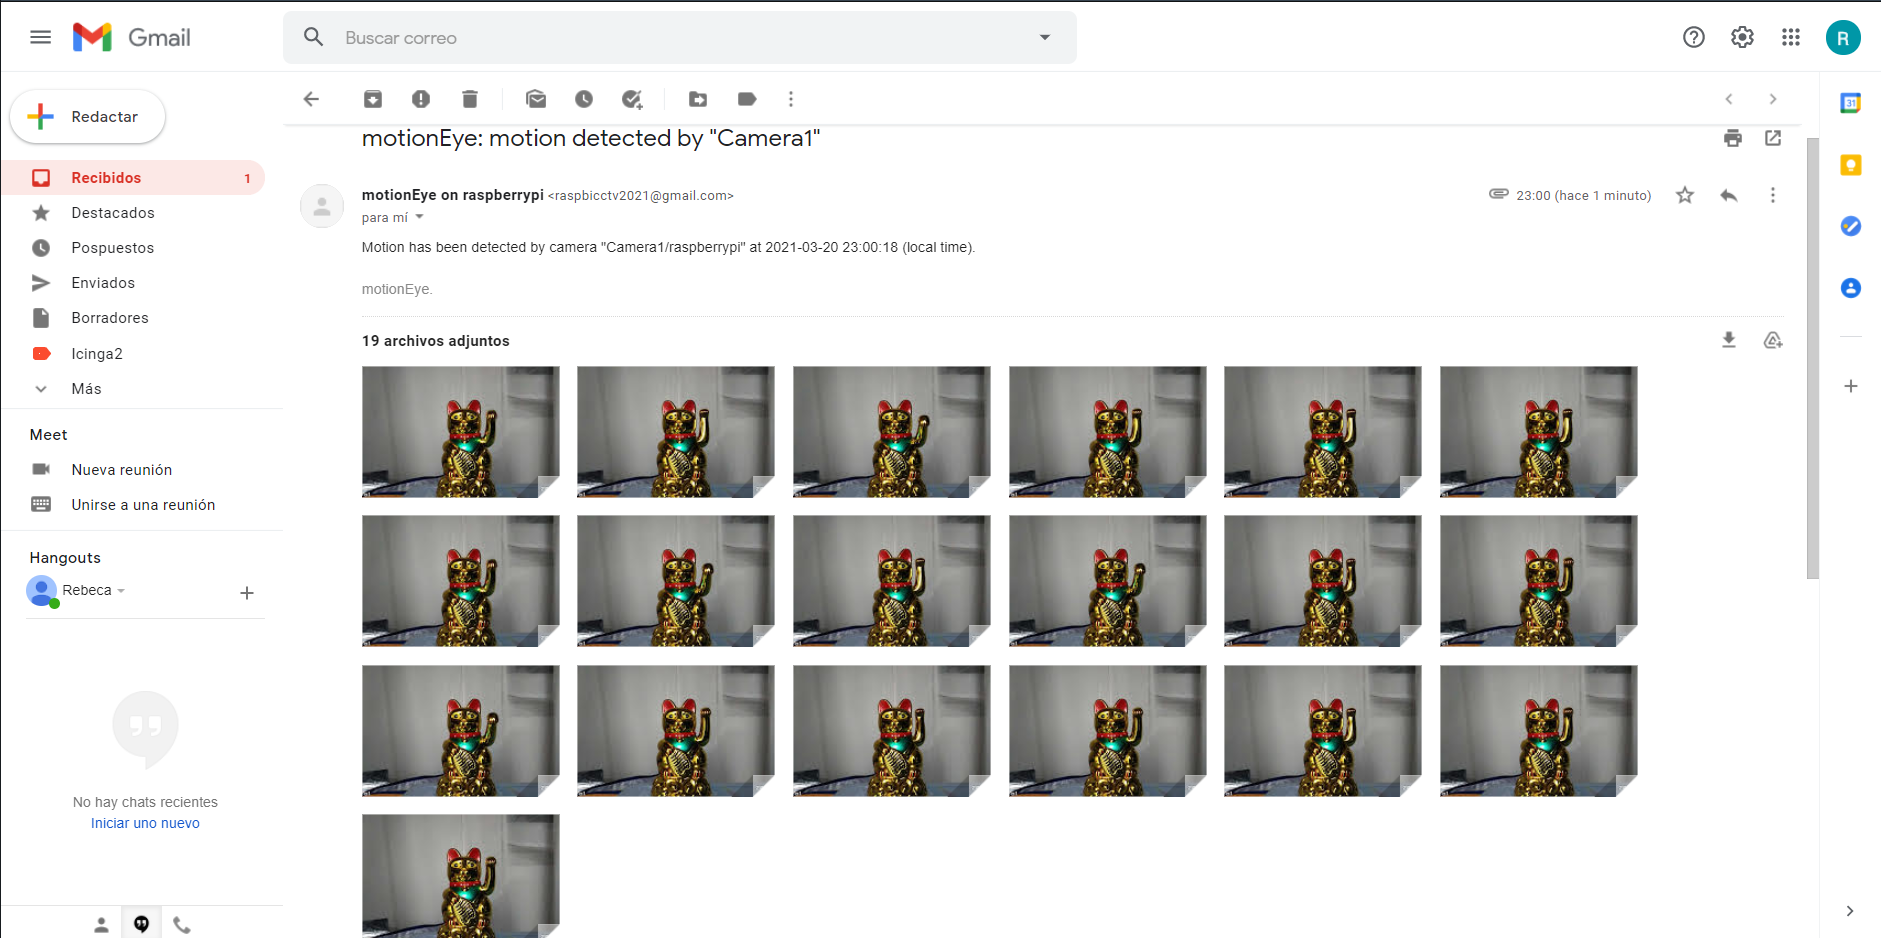 Gmail
Buscar correo
R
Redactar
Recibidos 1
Destacados
Pospuestos
Enviados
Borradores
Icinga2
Más
Meet
Nueva reunión
Unirse a una reunión
Hangouts
Rebeca
No hay chats recientes
Iniciar uno nuevo
motionEye: motion detected by "Camera1"
motionEye on raspberrypi <raspbicctv2021@gmail.com> 23:00 (hace 1 minuto)
para mí
Motion has been detected by camera "Camera1/raspberrypi" at 2021-03-20 23:00:18 (local time).
motionEye.
19 archivos adjuntos
31